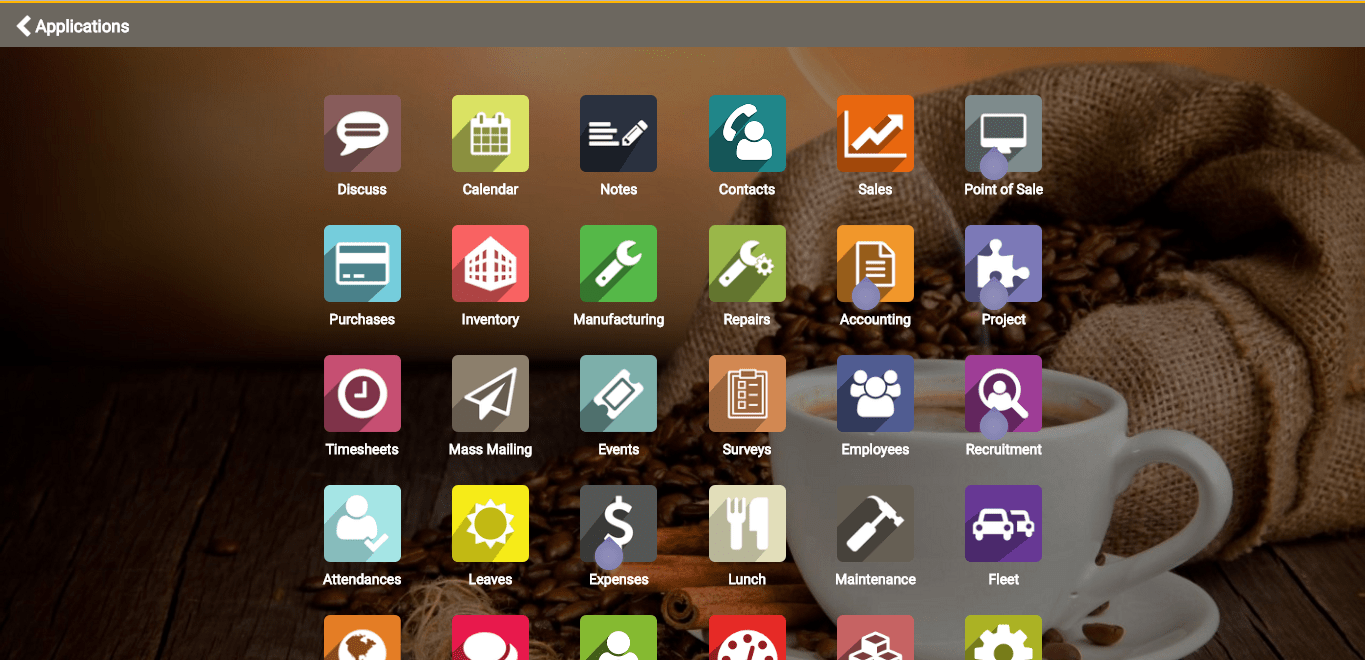 Applications
Discuss
Calendar
Notes
Contacts
Sales
Point of Sale
Purchases
Inventory
Manufacturing
Repairs
Accounting
Project
Timesheets
Mass Mailing
Events
Surveys
Employees
Recruitment
Attendances
Leaves
Expenses
Lunch
Maintenance
Fleet